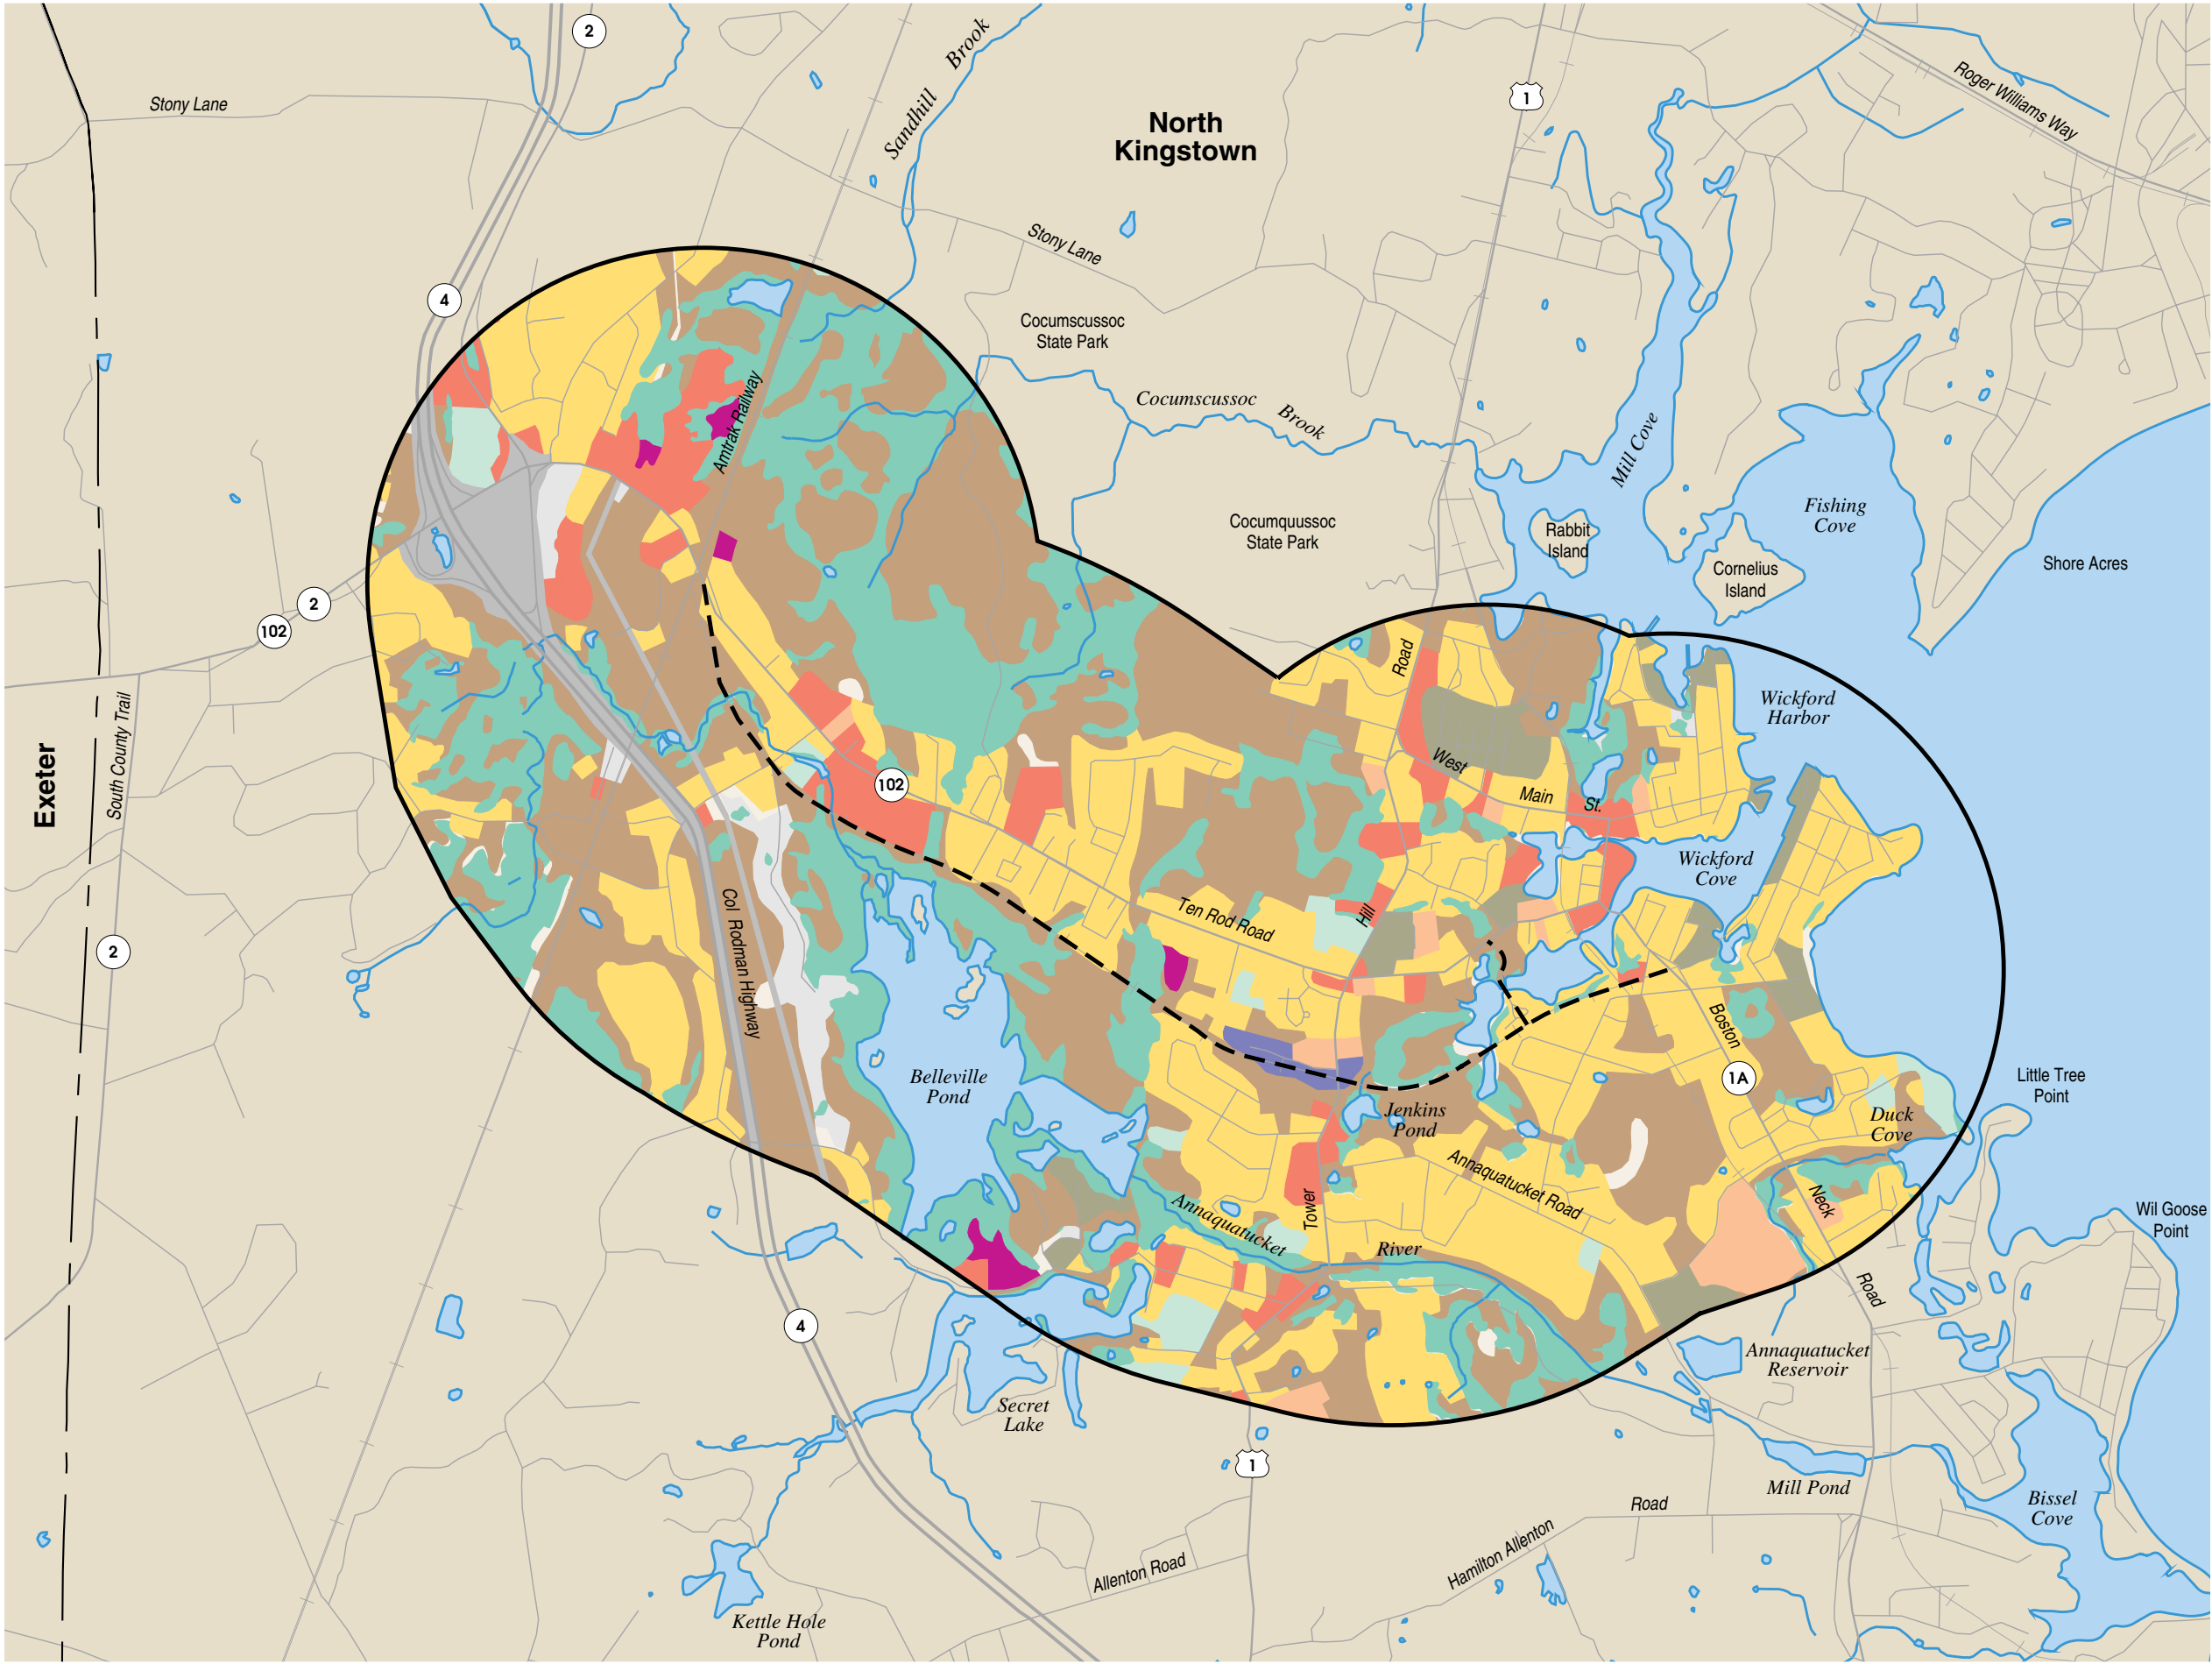 2
Sandhill Brook
Roger Williams Way
Stony Lane
1
North
Kingstown
Stony Lane
4
Cocumscussoc
State Park
Cocumscussoc Brook
Amtrak Railway
Mill Cove
Fishing
Cove
Cocumquussoc
State Park
Rabbit
Island
Cornelius
Island
Shore Acres
2
102
Road
Wickford
Harbor
Exeter
South County Trail
102
West Main St.
Wickford
Cove
2
Col Rodman Highway
Ten Rod Road
Hill
Boston
1A
Belleville
Pond
Jenkins
Pond
Little Tree
Point
Duck
Cove
Annaquatucket Road
Neck
Wil Goose
Point
Tower
Annaquatucket River
Road
4
Annaquatucket
Reservoir
Secret
Lake
1
Mill Pond
Bissel
Cove
Hamilton Allenton Road
Allenton Road
Kettle Hole
Pond